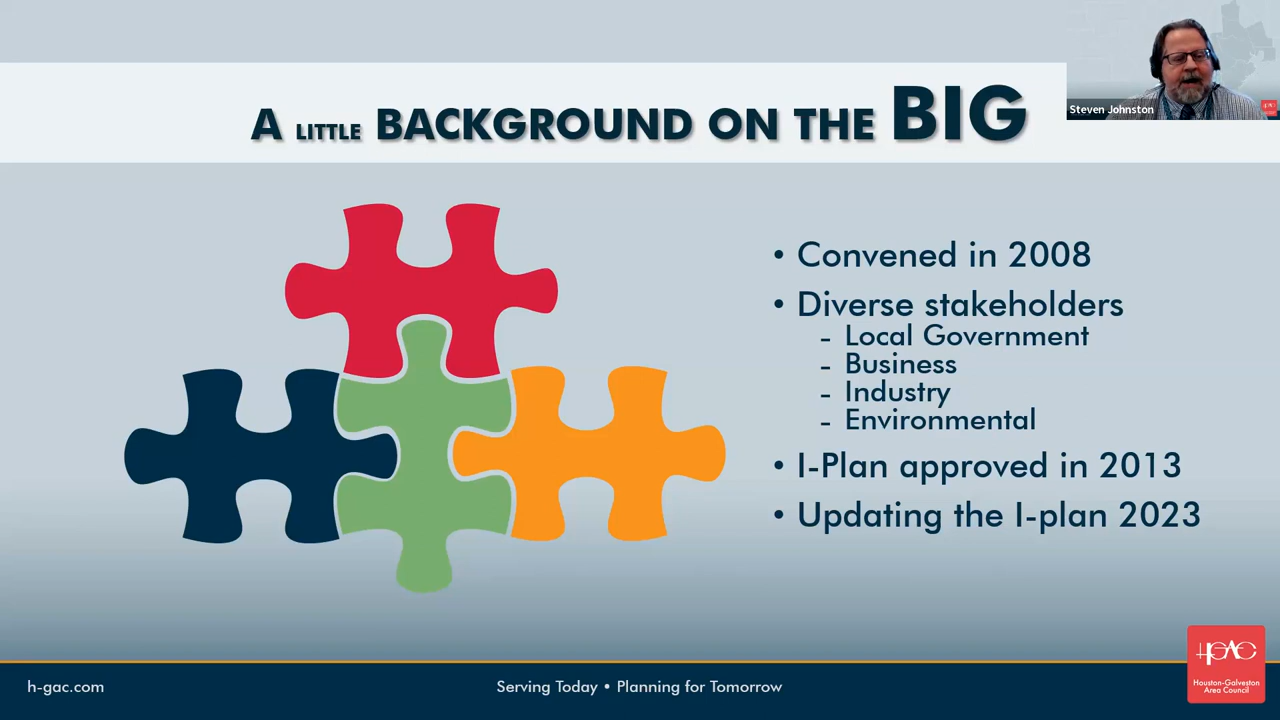 A LITTLE BACKGROUND ON THE BIG
Steven Johnston
• Convened in 2008
• Diverse stakeholders
- Local Government
- Business
- Industry
- Environmental
• I-Plan approved in 2013
• Updating the I-plan 2023
h-gac.com
Serving Today • Planning for Tomorrow
HGAC
Houston-Galveston
Area Council